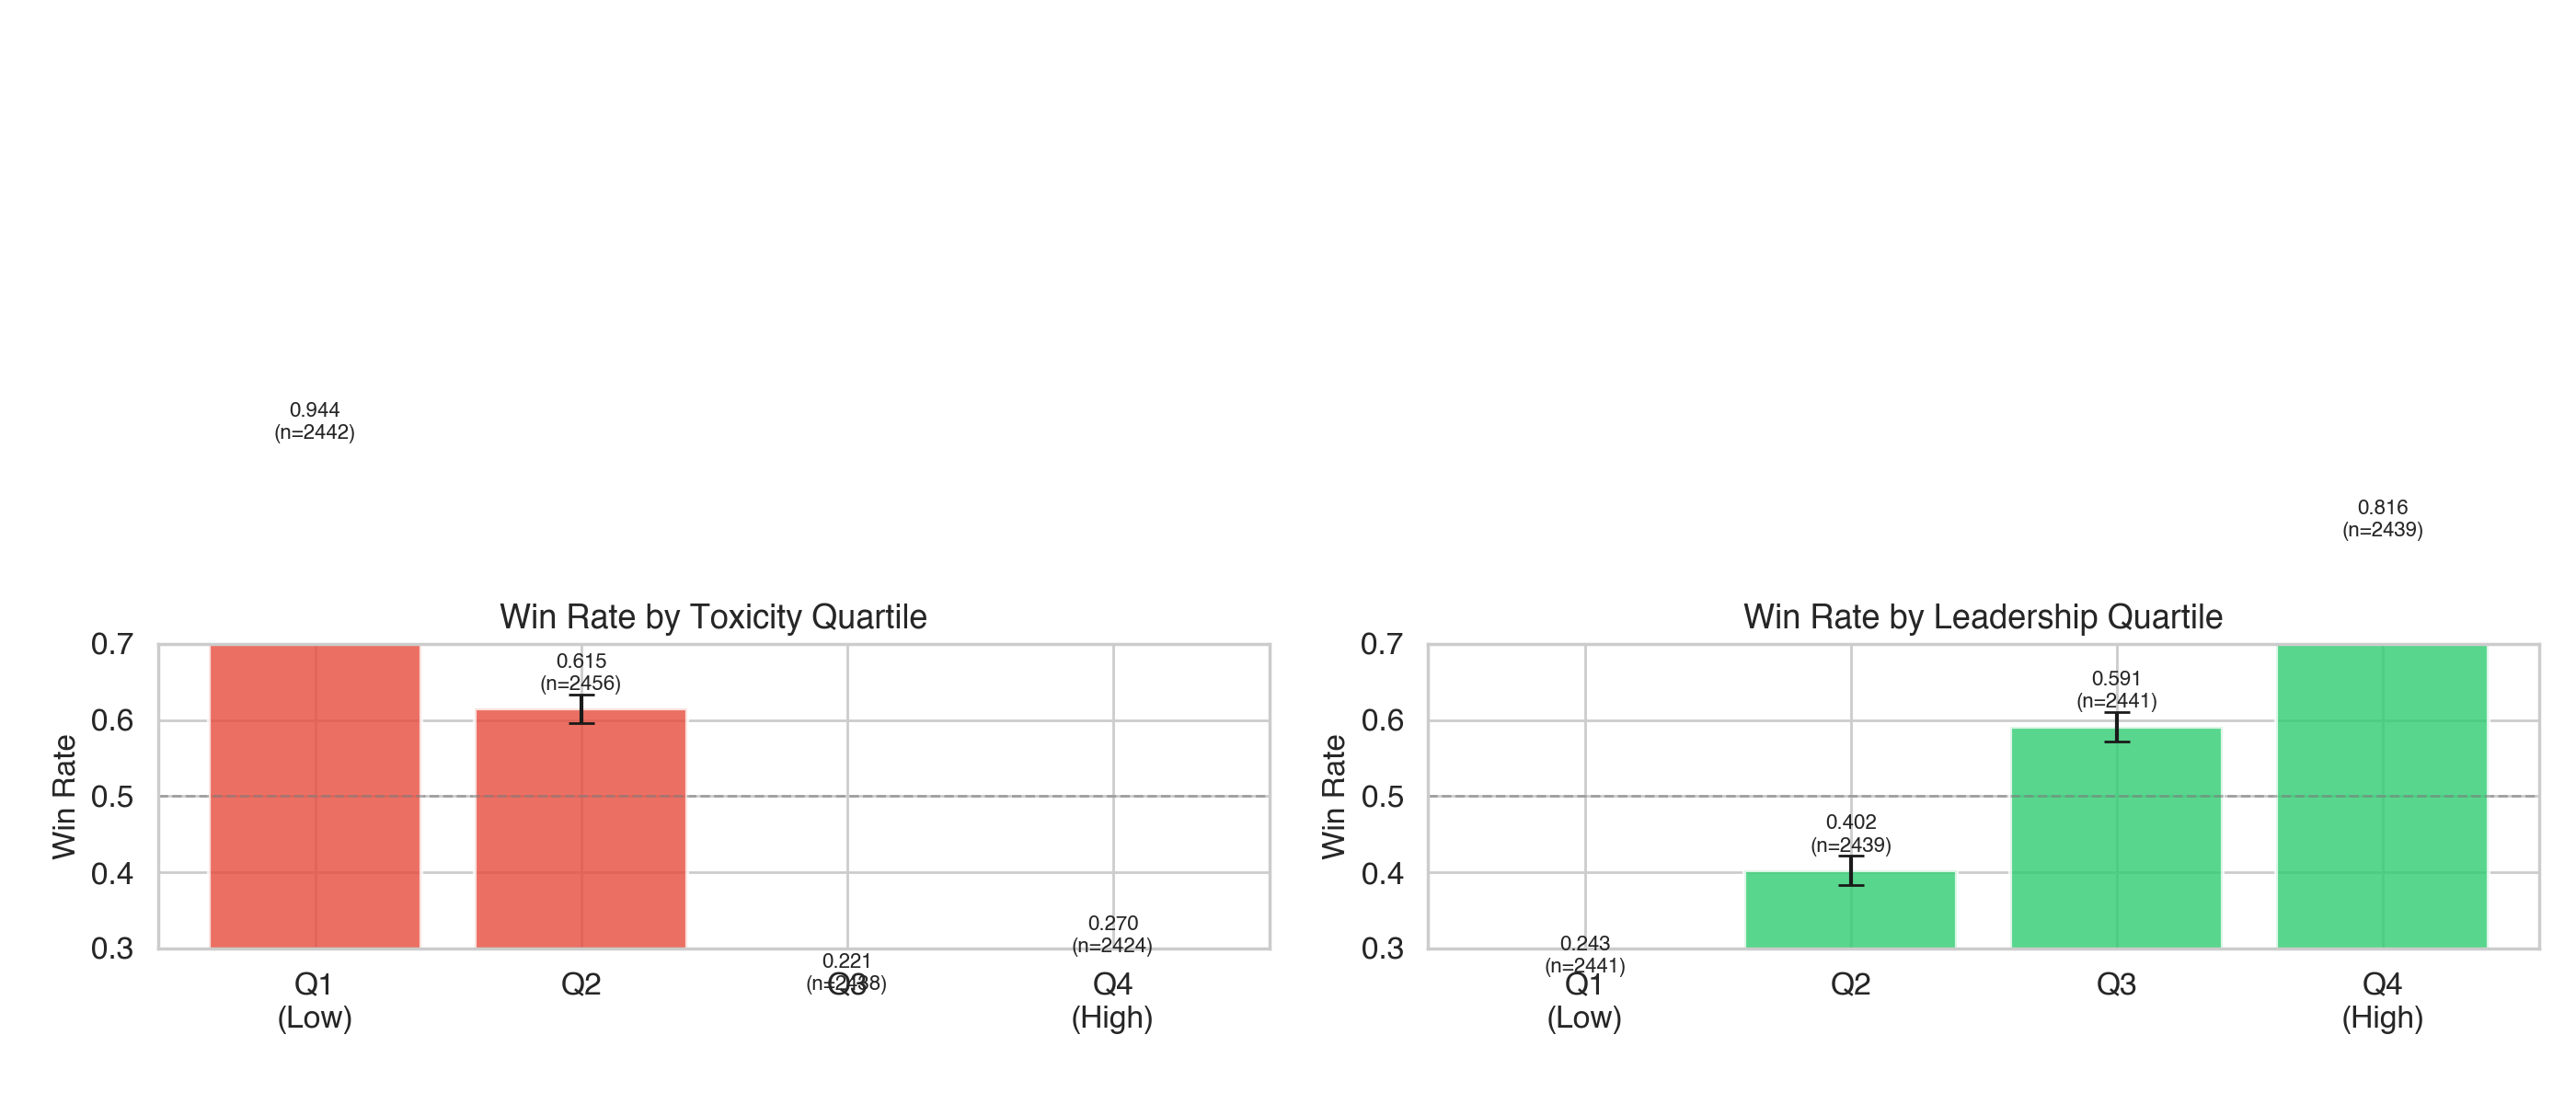 0.944
(n=2442)
Win Rate by Toxicity Quartile
0.7
0.6
0.5
0.4
0.3
Win Rate
0.615
(n=2456)
0.221
(n=2438)
0.270
(n=2424)
Q1
(Low)
Q2
Q3
Q4
(High)
0.816
(n=2439)
Win Rate by Leadership Quartile
0.7
0.6
0.5
0.4
0.3
Win Rate
0.243
(n=2441)
0.402
(n=2439)
0.591
(n=2441)
Q1
(Low)
Q2
Q3
Q4
(High)